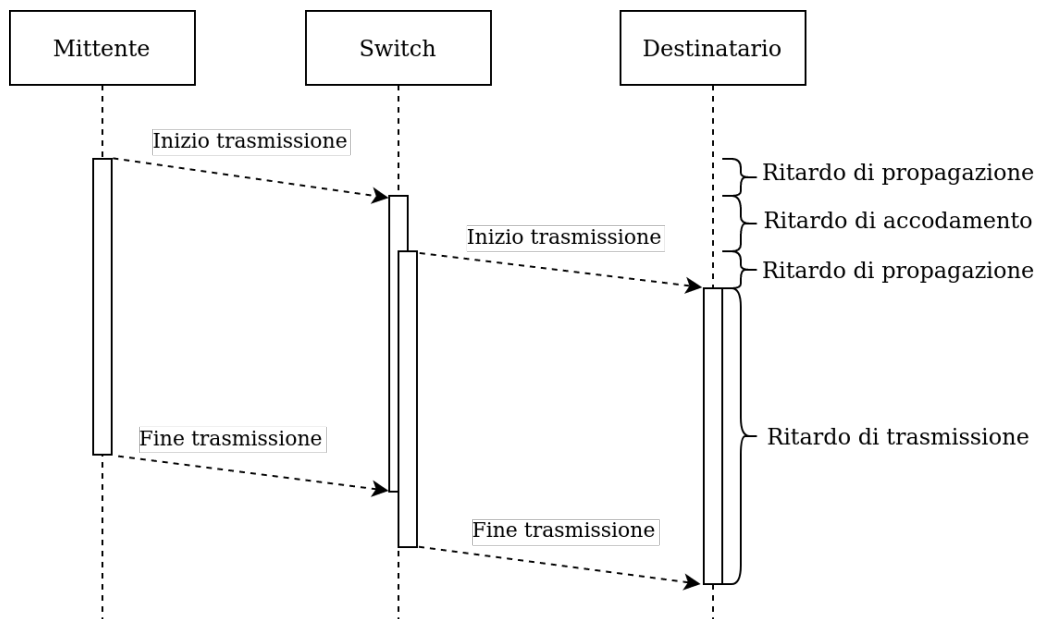 Mittente
Switch
Destinatario
Inizio trasmissione
Ritardo di propagazione
Ritardo di accodamento
Inizio trasmissione
Ritardo di propagazione
Fine trasmissione
Ritardo di trasmissione
Fine trasmissione